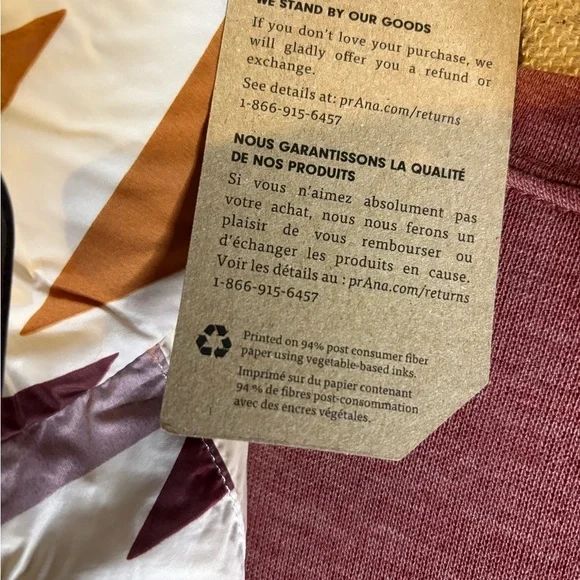 WE STAND BY OUR GOODS
If you don't love your purchase, we
will gladly offer you a refund or
exchange.
See details at: prAna.com/returns
1-866-915-6457
NOUS GARANTISSONS LA QUALITÉ
DE NOS PRODUITS
Si vous n'aimez absolument pas
votre achat, nous nous ferons un
plaisir de vous rembourser ou
d'échanger les produits en cause.
Voir les détails au : prAna.com/returns
1-866-915-6457
Printed on 94% post consumer fiber
paper using vegetable-based inks.
Imprimé sur du papier contenant
94 % de fibres post-consommation
avec des encres végétales.